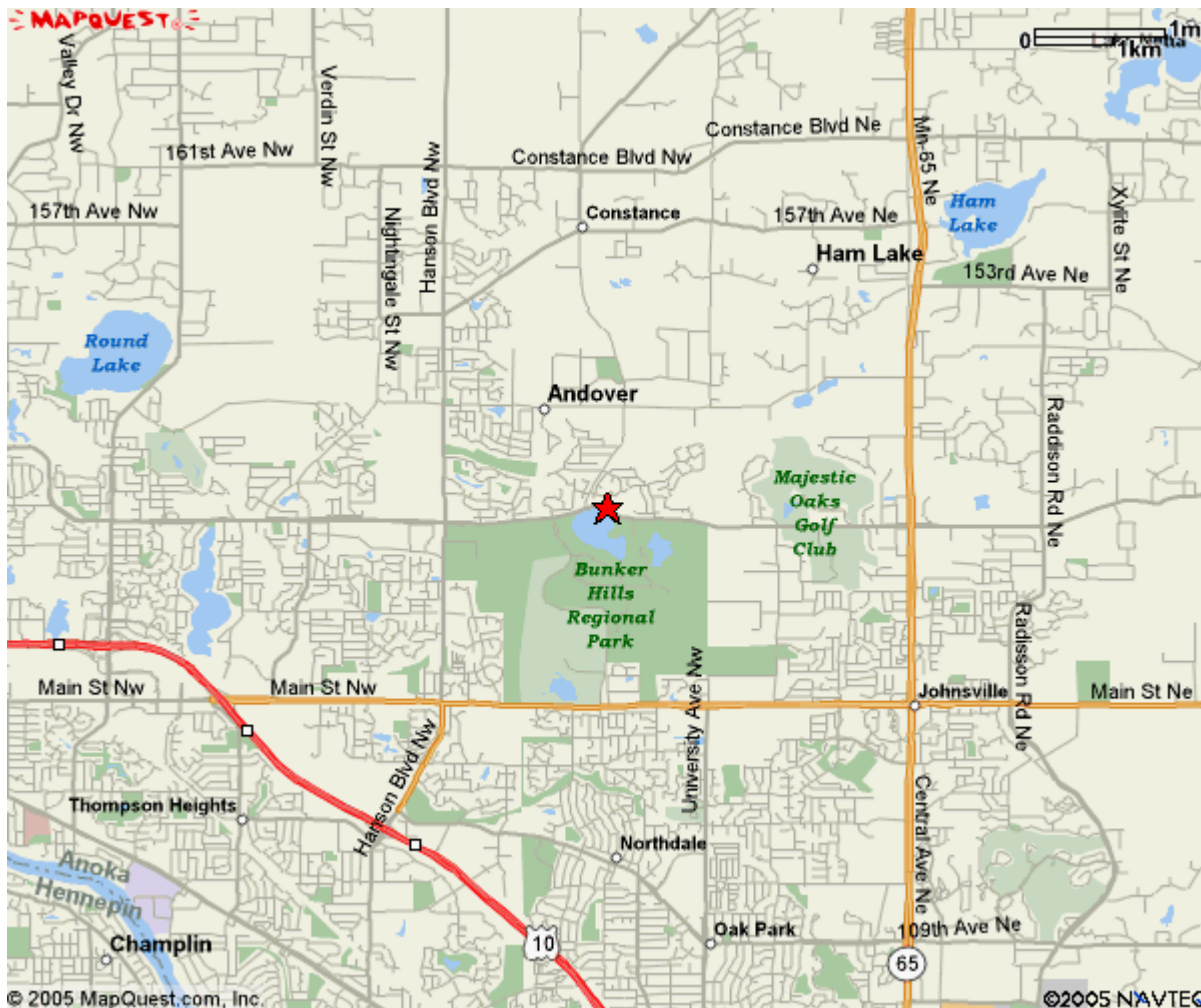 MAPQUEST
0
1m
1km
Valley Dr Nw
Verdin St Nw
Hanson Blvd Nw
Constance Blvd Ne
Mn-65 Ne
161st Ave Nw
Constance Blvd Nw
Xylite St Ne
157th Ave Nw
Nightingale St Nw
Constance
157th Ave Ne
Ham
Lake
Ham Lake
153rd Ave Ne
Round
Lake
Andover
Raddison Rd Ne
Majestic
Oaks
Golf
Club
Bunker
Hills
Regional
Park
Radisson Rd Ne
University Ave Nw
Main St Nw
Main St Nw
Johnsville
Main St Ne
Hanson Blvd Nw
Central Ave Ne
Thompson Heights
Northdale
Anoka
Hennepin
Champlin
10
Oak Park
109th Ave Ne
65
© 2005 MapQuest.com, Inc.
©2005 NAVTE